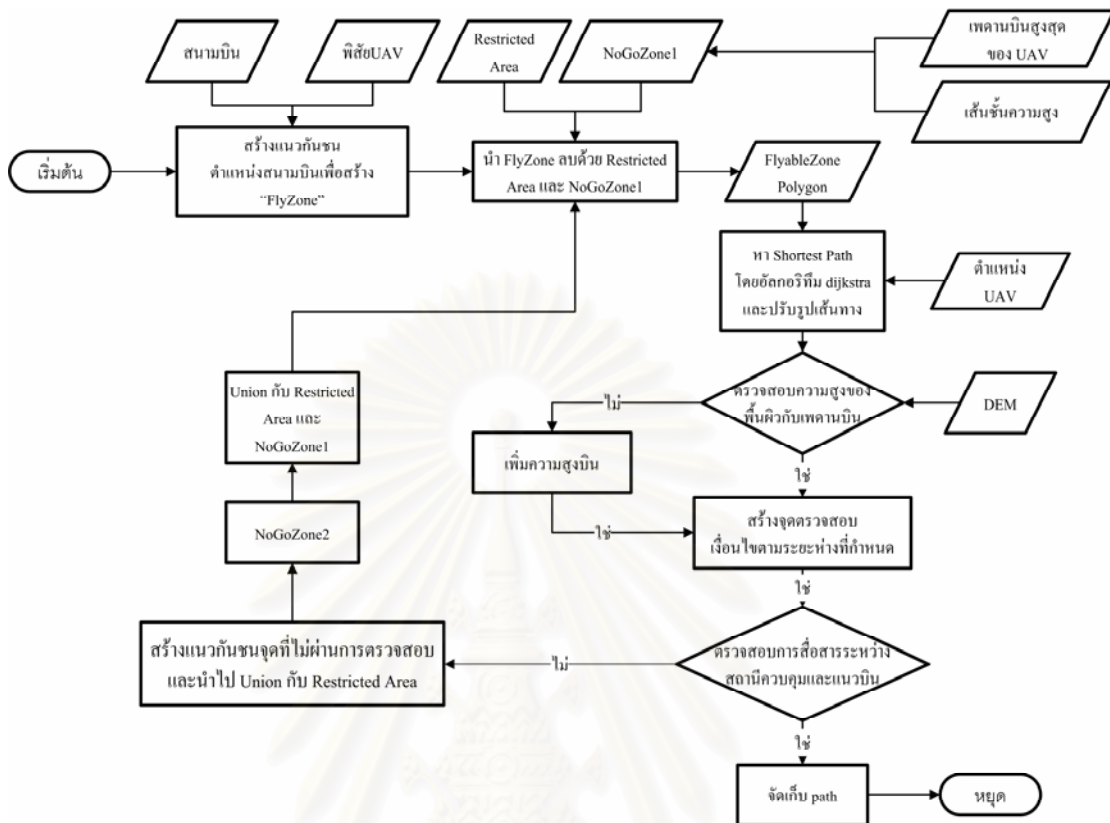 สนามบิน
พิสัยUAV
Restricted
Area
NoGoZone1
เพดานบินสูงสุด
ของ UAV
เส้นชั้นความสูง
เริ่มต้น
สร้างแนวกันชน
ตำแหน่งสนามบินเพื่อสร้าง
“FlyZone”
นำ FlyZone ลบด้วย Restricted
Area และ NoGoZone1
FlyableZone
Polygon
หา Shortest Path
โดยอัลกอริทึม dijkstra
และปรับรูปเส้นทาง
ตำแหน่ง
UAV
Union กับ Restricted
Area และ
NoGoZone1
ตรวจสอบความสูงของ
พื้นผิวกับเพดานบิน
DEM
ไม่
เพิ่มความสูงบิน
ใช่
NoGoZone2
ใช่
สร้างจุดตรวจสอบ
เงื่อนไขตามระยะห่างที่กำหนด
ใช่
สร้างแนวกันชนจุดที่ไม่ผ่านการตรวจสอบ
และนำไป Union กับ Restricted Area
ไม่
ตรวจสอบการสื่อสารระหว่าง
สถานีควบคุมและแนวบิน
ใช่
จัดเก็บ path
หยุด